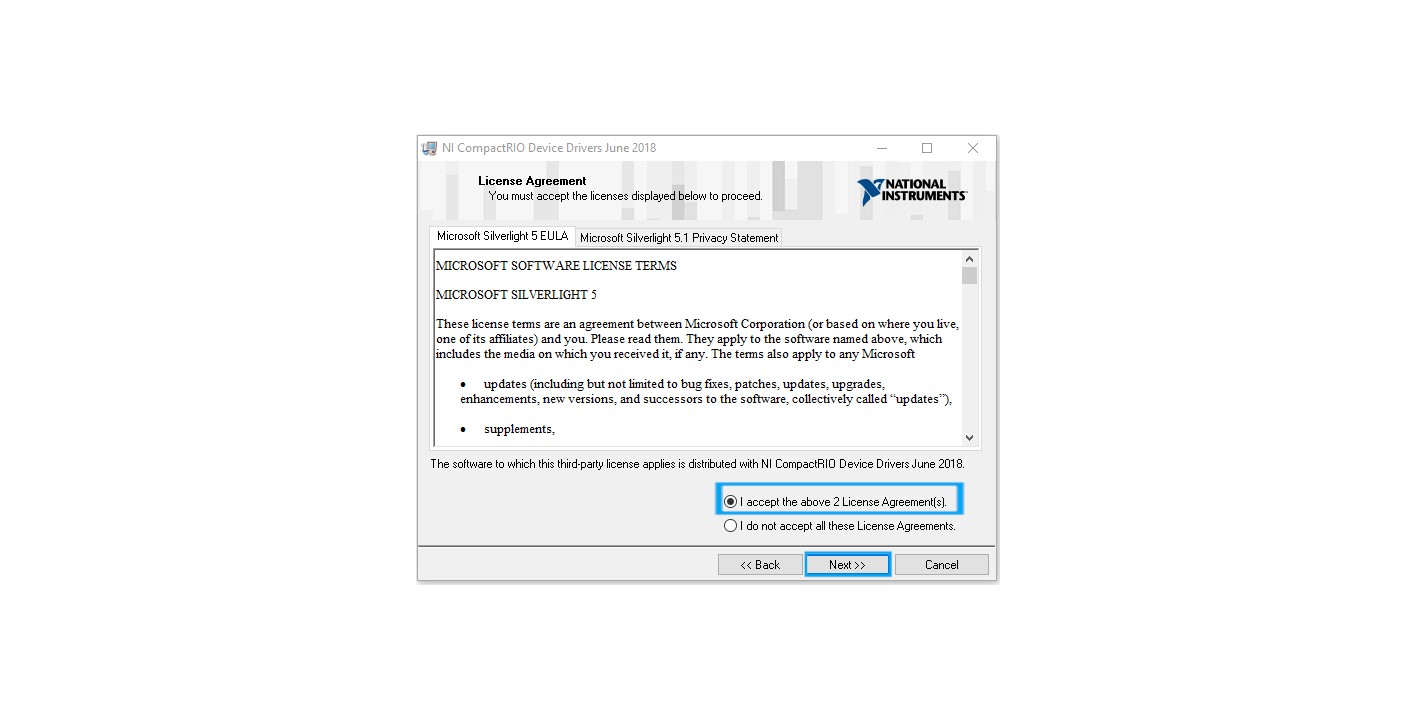 NI CompactRIO Device Drivers June 2018
License Agreement
You must accept the licenses displayed below to proceed.
NATIONAL
INSTRUMENTS
Microsoft Silverlight 5 EULA
Microsoft Silverlight 5.1 Privacy Statement
MICROSOFT SOFTWARE LICENSE TERMS
MICROSOFT SILVERLIGHT 5
These license terms are an agreement between Microsoft Corporation (or based on where you live,
one of its affiliates) and you. Please read them. They apply to the software named above, which
includes the media on which you received it, if any. The terms also apply to any Microsoft
• updates (including but not limited to bug fixes, patches, updates, upgrades,
enhancements, new versions, and successors to the software, collectively called “updates”),
• supplements,
The software to which this third-party license applies is distributed with NI CompactRIO Device Drivers June 2018.
I accept the above 2 License Agreement(s).
I do not accept all these License Agreements.
<< Back
Next >>
Cancel